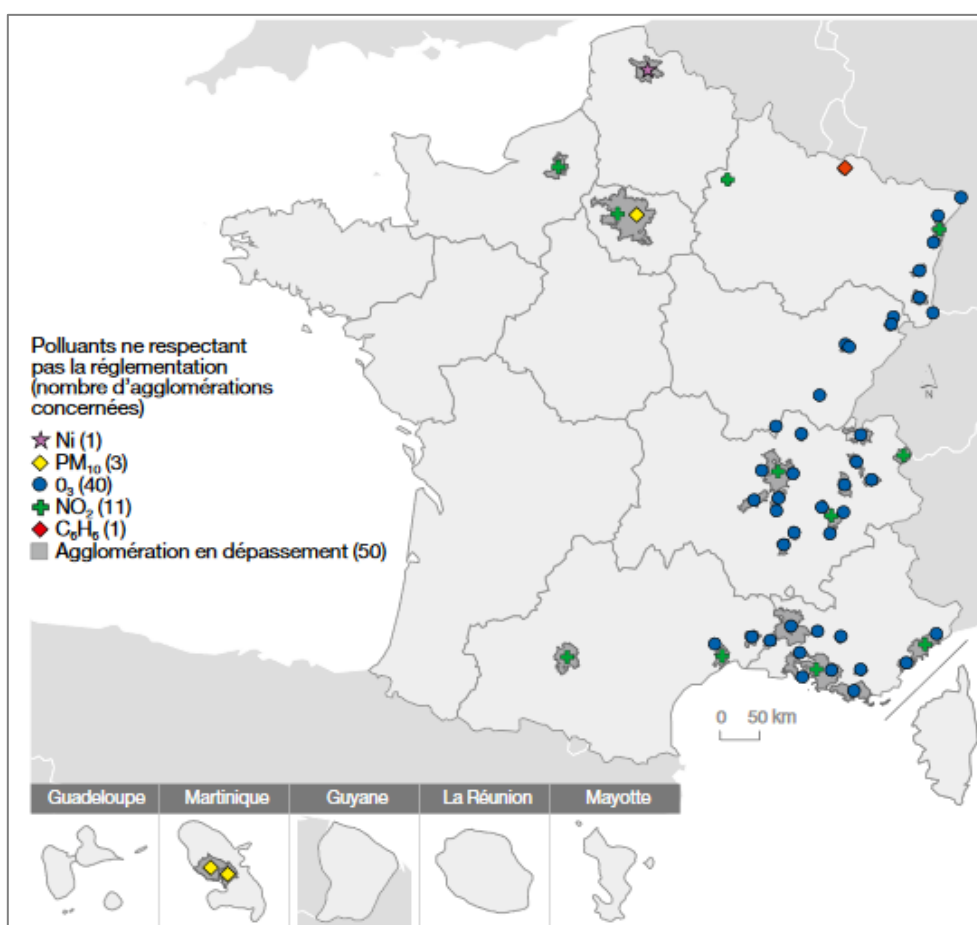 Polluants ne respectant
pas la réglementation
(nombre d'agglomérations
concernées)
Ni (1)
PM₁₀ (3)
0₃ (40)
NO₂ (11)
C₆H₆ (1)
Agglomération en dépassement (50)
N
0 50 km
Guadeloupe Martinique Guyane La Réunion Mayotte